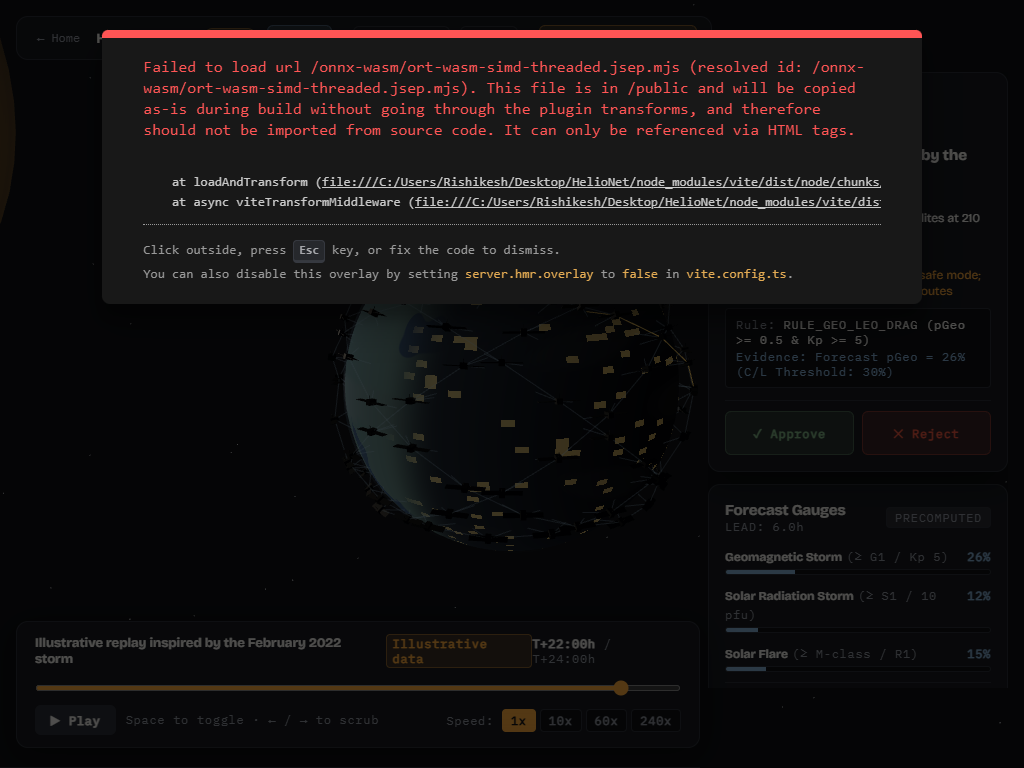 ← Home
Failed to load url /onnx-wasm/ort-wasm-simd-threaded.jsep.mjs (resolved id: /onnx-
wasm/ort-wasm-simd-threaded.jsep.mjs). This file is in /public and will be copied
as-is during build without going through the plugin transforms, and therefore
should not be imported from source code. It can only be referenced via HTML tags.
at loadAndTransform (file:///C:/Users/Rishikesh/Desktop/HelioNet/node_modules/vite/dist/node/chunks/
at async viteTransformMiddleware (file:///C:/Users/Rishikesh/Desktop/HelioNet/node_modules/vite/dis
Click outside, press Esc key, or fix the code to dismiss.
You can also disable this overlay by setting server.hmr.overlay to false in vite.config.ts.
by the
lites at 210
safe mode;
outes
Rule: RULE_GEO_LEO_DRAG (pGeo
>= 0.5 & Kp >= 5)
Evidence: Forecast pGeo = 26%
(C/L Threshold: 30%)
✓ Approve
✕ Reject
Forecast Gauges
LEAD: 6.0h
PRECOMPUTED
Geomagnetic Storm (≥ G1 / Kp 5) 26%
Solar Radiation Storm (≥ S1 / 10 12%
pfu)
Solar Flare (≥ M-class / R1) 15%
Illustrative replay inspired by the February 2022
storm
Illustrative
data
T+22:00h /
T+24:00h
▶ Play
Space to toggle · ← / → to scrub
Speed: 1x 10x 60x 240x